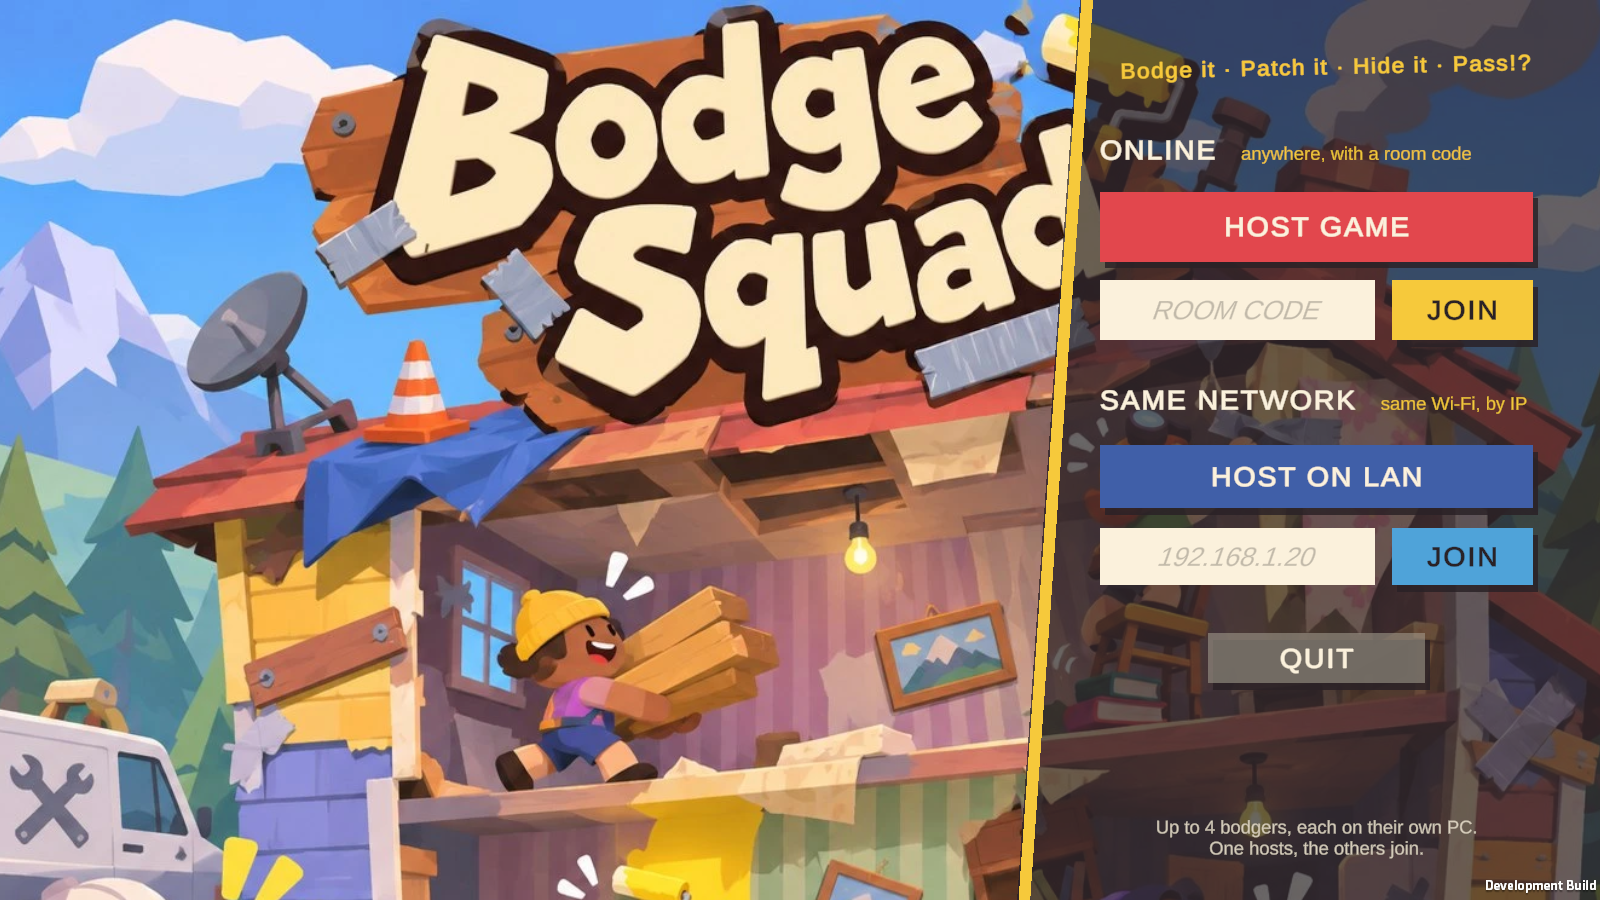 Bodge
Squad
Bodge it · Patch it · Hide it · Pass!?
ONLINE anywhere, with a room code
HOST GAME
ROOM CODE JOIN
SAME NETWORK same Wi-Fi, by IP
HOST ON LAN
192.168.1.20 JOIN
QUIT
Up to 4 bodgers, each on their own PC.
One hosts, the others join.
Development Build